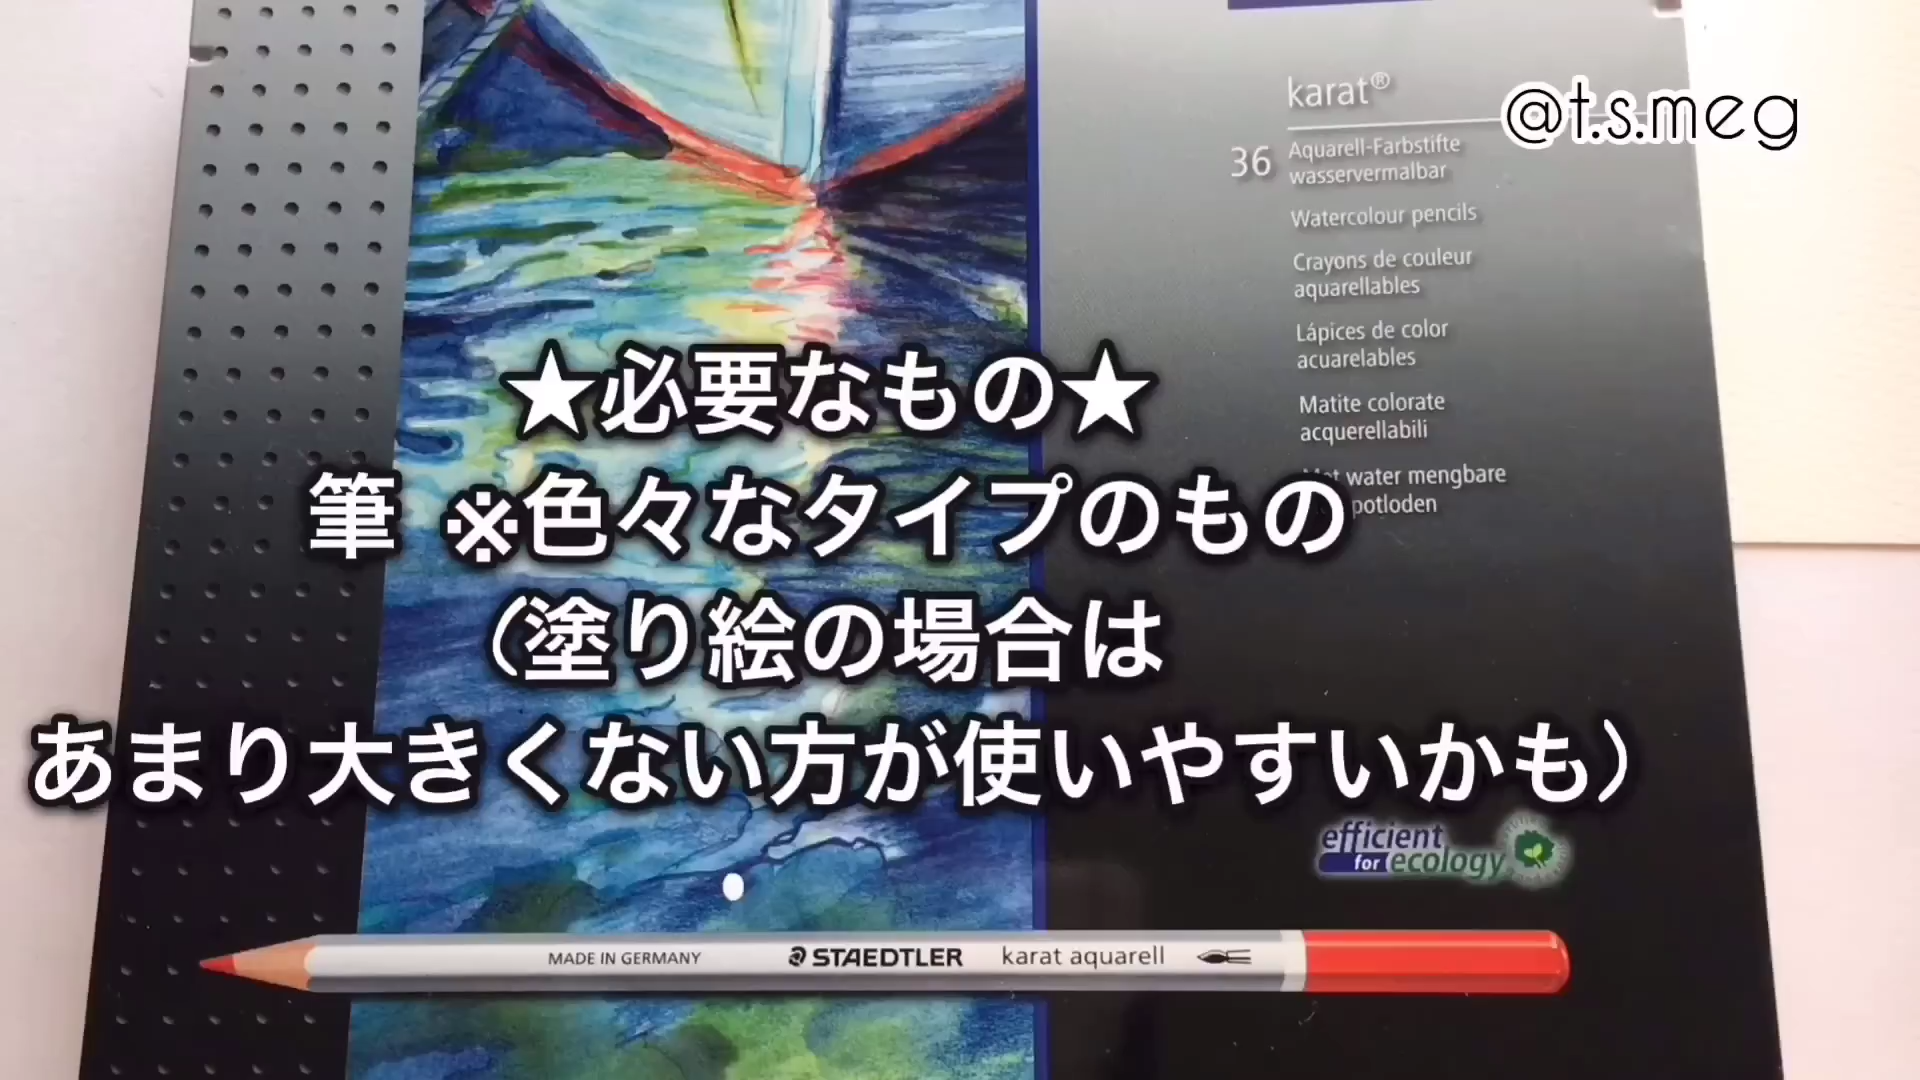 karat®
@t.s.meg
36 Aquarell-Farbstifte
wasservermalbar
Watercolour pencils
Crayons de couleur
aquarellables
Lápices de color
acuarelables
Matite colorate
acquerellabili
water mengbare
potloden
★必要なもの★
筆 ※色々なタイプのもの
（塗り絵の場合は
あまり大きくない方が使いやすいかも）
efficient
for ecology
MADE IN GERMANY STAEDTLER karat aquarell